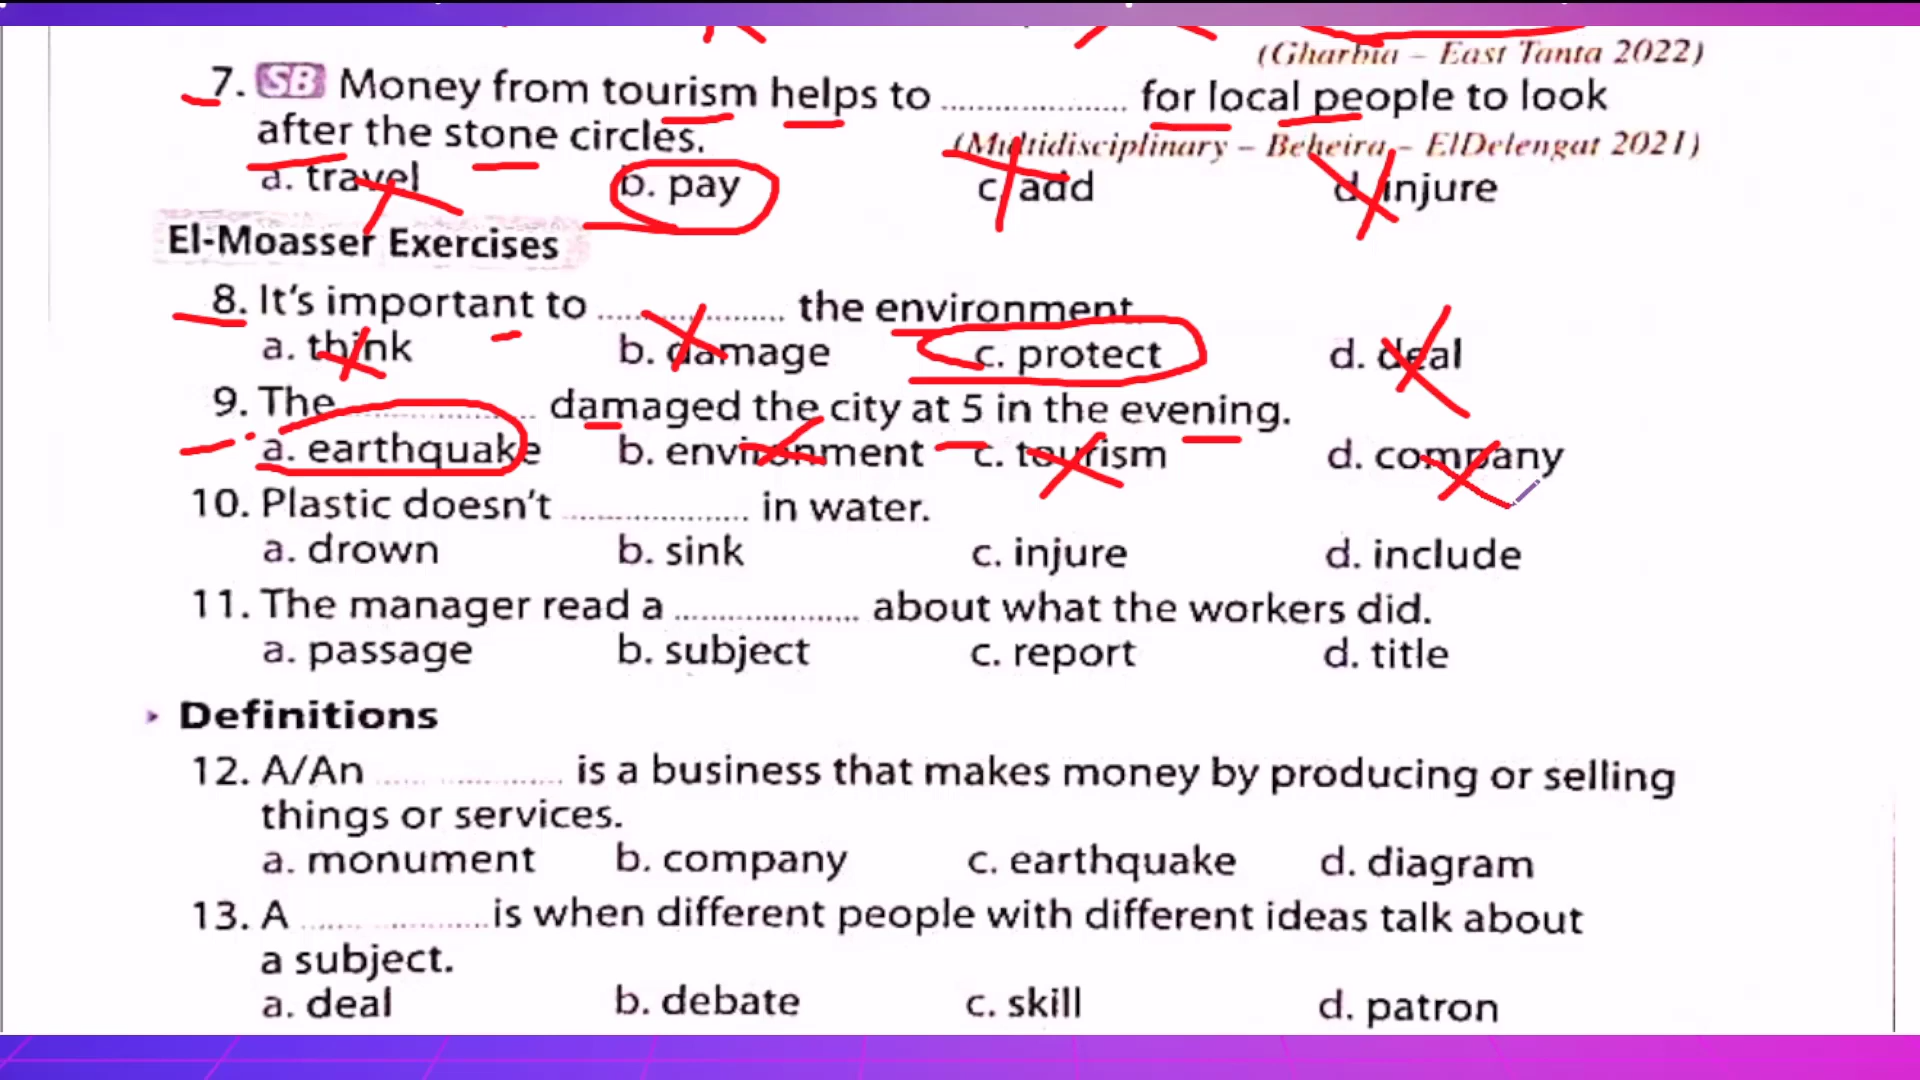 (Gharbia – East Tanta 2022)
7. SB Money from tourism helps to .................... for local people to look
after the stone circles.
(Multidisciplinary – Beheira – ElDelengat 2021)
a. travel b. pay c. add d. injure
El-Moasser Exercises
8. It's important to .................... the environment.
a. think b. damage c. protect d. deal
9. The .................... damaged the city at 5 in the evening.
a. earthquake b. environment c. tourism d. company
10. Plastic doesn't .................... in water.
a. drown b. sink c. injure d. include
11. The manager read a .................... about what the workers did.
a. passage b. subject c. report d. title
Definitions
12. A/An .................... is a business that makes money by producing or selling
things or services.
a. monument b. company c. earthquake d. diagram
13. A .................... is when different people with different ideas talk about
a subject.
a. deal b. debate c. skill d. patron